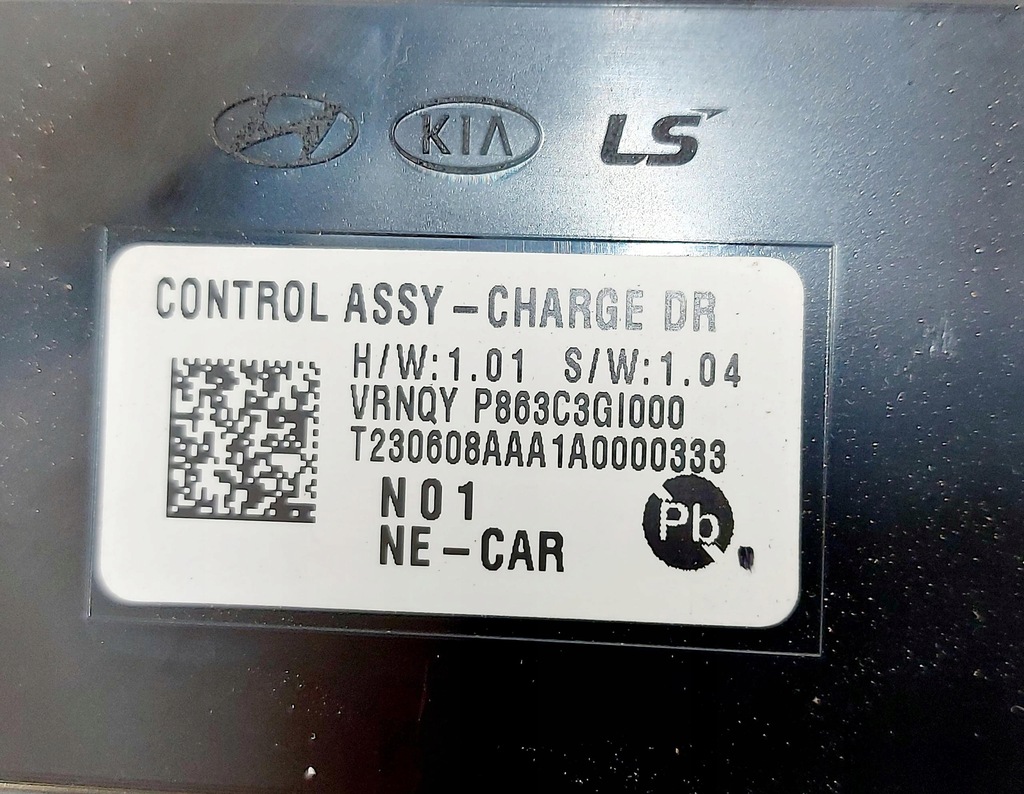 KIA LS
CONTROL ASSY-CHARGE DR
H/W:1.01 S/W:1.04
VRNQY P863C3GI000
T230608AAA1A0000333
N01
NE-CAR
Pb